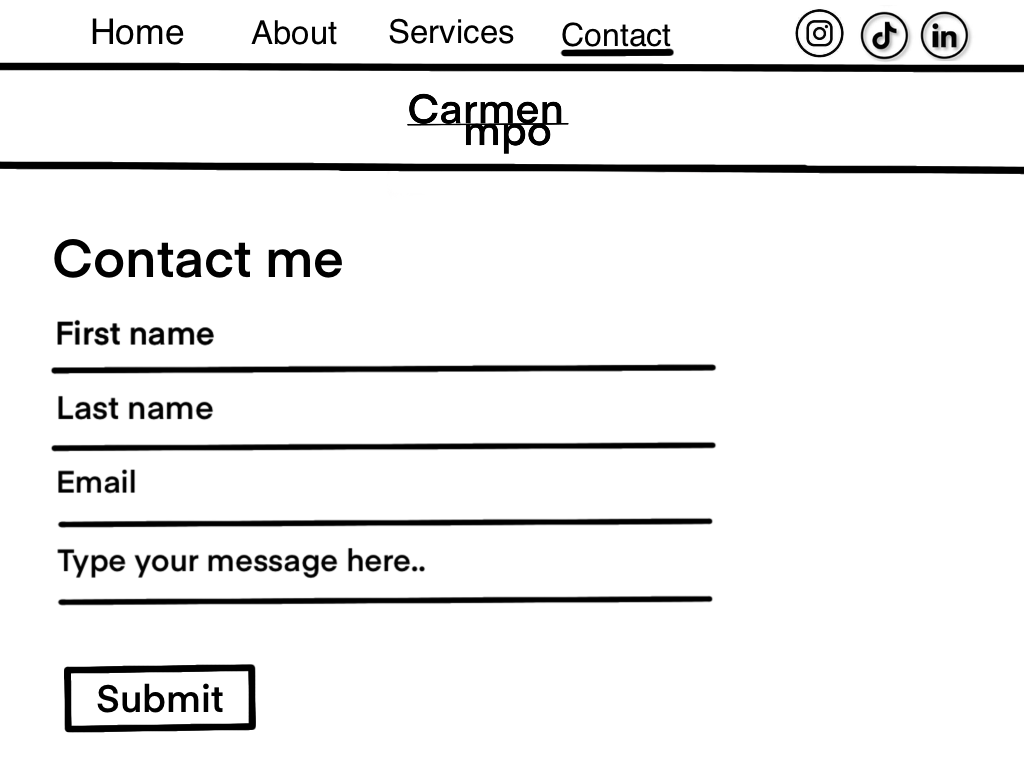 Home About Services Contact
Carmen
mpo
Contact me
First name
Last name
Email
Type your message here..
Submit